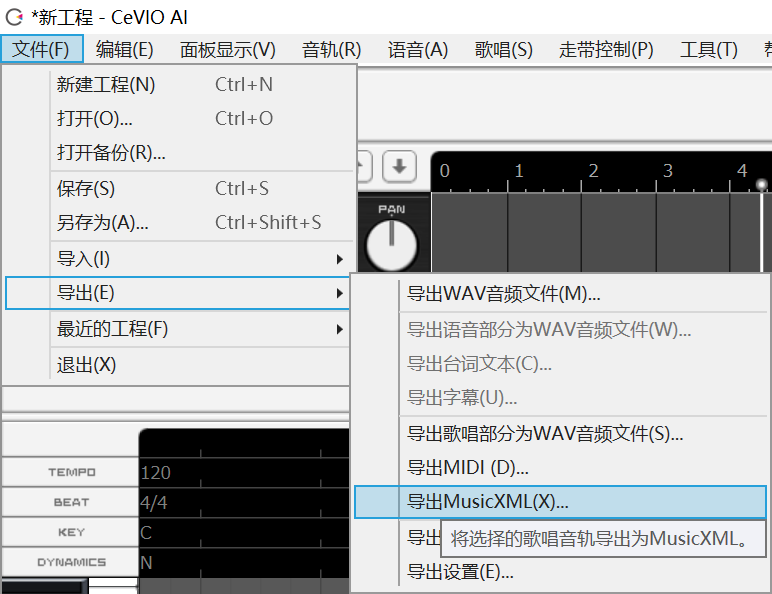 *新工程 - CeVIO AI
文件(F) 编辑(E) 面板显示(V) 音轨(R) 语音(A) 歌唱(S) 走带控制(P) 工具(T)
新建工程(N) Ctrl+N
打开(O)... Ctrl+O
打开备份(R)...
保存(S) Ctrl+S
另存为(A)... Ctrl+Shift+S
导入(I)
导出(E)
最近的工程(F)
退出(X)
0 1 2 3 4
PAN
导出WAV音频文件(M)...
导出语音部分为WAV音频文件(W)...
导出台词文本(C)...
导出字幕(U)...
导出歌唱部分为WAV音频文件(S)...
导出MIDI (D)...
导出MusicXML(X)...
导出
将选择的歌唱音轨导出为MusicXML。
导出设置(E)...
TEMPO 120
BEAT 4/4
KEY C
DYNAMICS N